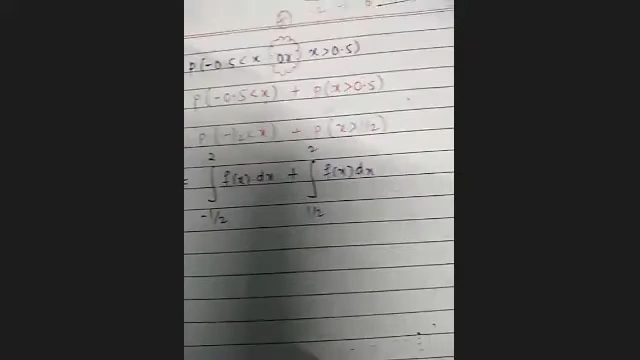 P(-0.5<x or x>0.5)
P(-0.5<x) + P(x>0.5)
P(-1/2<x) + P(x>1/2)
= ∫_{-1/2}^{2} f(x) dx + ∫_{1/2}^{2} f(x) dx